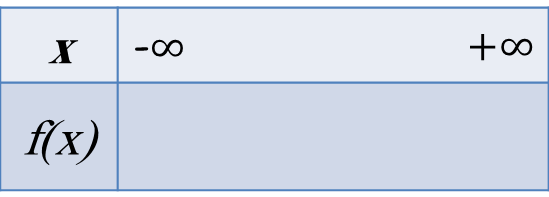 x -∞ +∞
f(x)